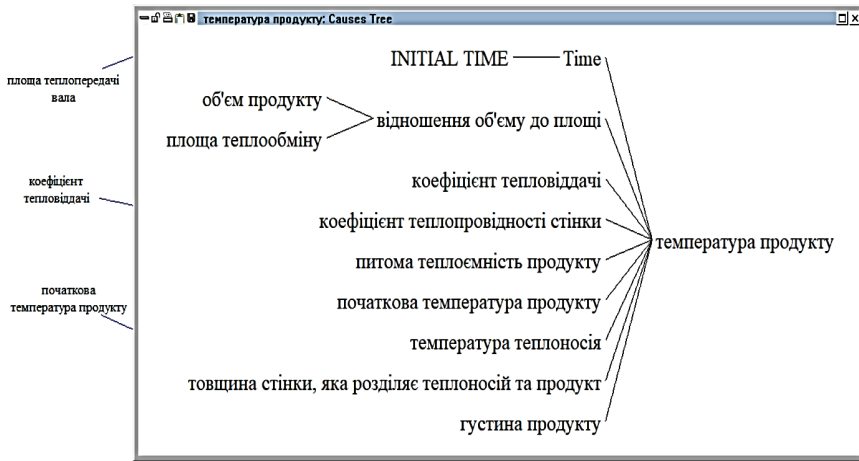 температура продукту: Causes Tree
площа теплопередачі
вала
коефіцієнт
тепловіддачі
початкова
температура продукту
INITIAL TIME
Time
об'єм продукту
площа теплообміну
відношення об'єму до площі
коефіцієнт тепловіддачі
коефіцієнт теплопровідності стінки
питома теплоємність продукту
початкова температура продукту
температура теплоносія
товщина стінки, яка розділяє теплоносій та продукт
густина продукту
температура продукту